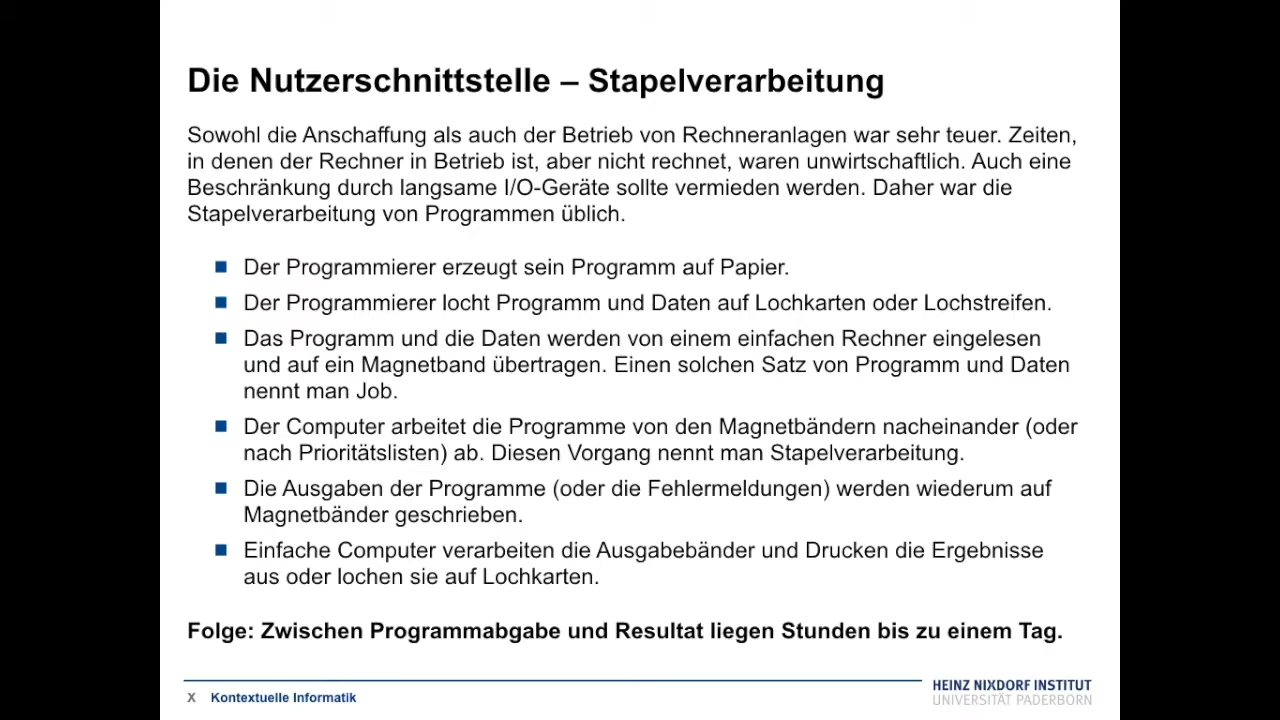 Die Nutzerschnittstelle – Stapelverarbeitung
Sowohl die Anschaffung als auch der Betrieb von Rechneranlagen war sehr teuer. Zeiten,
in denen der Rechner in Betrieb ist, aber nicht rechnet, waren unwirtschaftlich. Auch eine
Beschränkung durch langsame I/O-Geräte sollte vermieden werden. Daher war die
Stapelverarbeitung von Programmen üblich.
Der Programmierer erzeugt sein Programm auf Papier.
Der Programmierer locht Programm und Daten auf Lochkarten oder Lochstreifen.
Das Programm und die Daten werden von einem einfachen Rechner eingelesen
und auf ein Magnetband übertragen. Einen solchen Satz von Programm und Daten
nennt man Job.
Der Computer arbeitet die Programme von den Magnetbändern nacheinander (oder
nach Prioritätslisten) ab. Diesen Vorgang nennt man Stapelverarbeitung.
Die Ausgaben der Programme (oder die Fehlermeldungen) werden wiederum auf
Magnetbänder geschrieben.
Einfache Computer verarbeiten die Ausgabebänder und Drucken die Ergebnisse
aus oder lochen sie auf Lochkarten.
Folge: Zwischen Programmabgabe und Resultat liegen Stunden bis zu einem Tag.
X Kontextuelle Informatik
HEINZ NIXDORF INSTITUT
UNIVERSITÄT PADERBORN